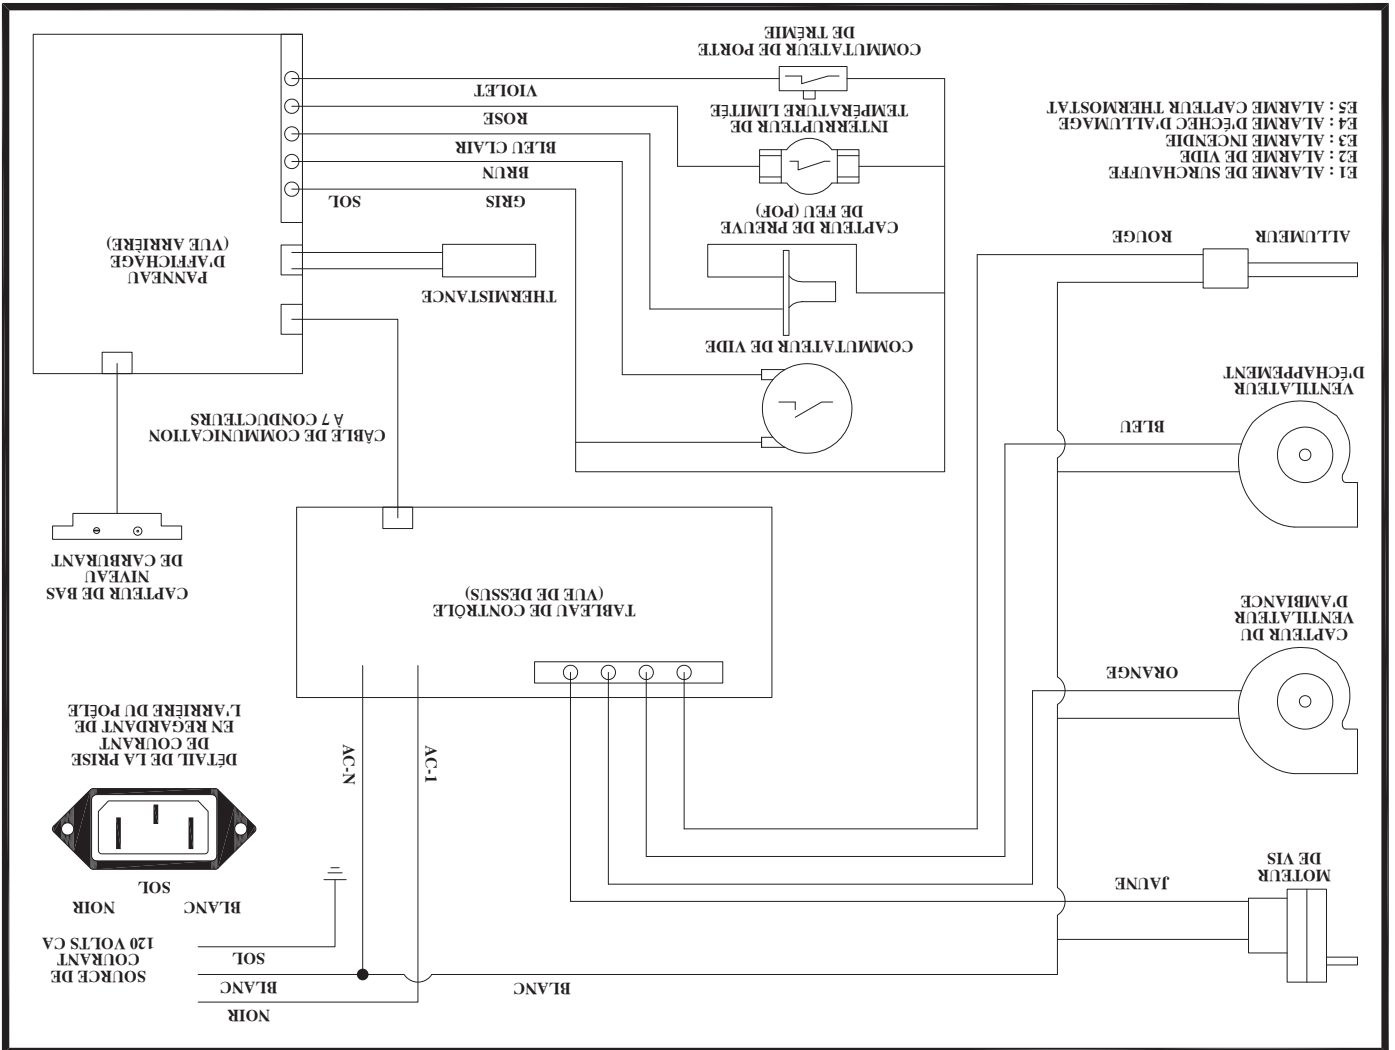 NOIR
BLANC
BLANC
SOL
SOURCE DE
COURANT
120 VOLTS CA
BLANC
NOIR
SOL
MOTEUR
DE VIS
JAUNE
AC-1
AC-N
DÉTAIL DE LA PRISE
DE COURANT
EN REGARDANT DE
L'ARRIÈRE DU POÊLE
ORANGE
CAPTEUR DU
VENTILATEUR
D'AMBIANCE
TABLEAU DE CONTRÔLE
(VUE DE DESSUS)
CAPTEUR DE BAS
NIVEAU
DE CARBURANT
BLEU
VENTILATEUR
D'ÉCHAPPEMENT
CÂBLE DE COMMUNICATION
À 7 CONDUCTEURS
COMMUTATEUR DE VIDE
THERMISTANCE
PANNEAU
D'AFFICHAGE
(VUE ARRIÈRE)
ALLUMEUR
ROUGE
CAPTEUR DE PREUVE
DE FEU (POF)
GRIS
SOL
BRUN
BLEU CLAIR
ROSE
VIOLET
E1 : ALARME DE SURCHAUFFE
E2 : ALARME DE VIDE
E3 : ALARME INCENDIE
E4 : ALARME D'ÉCHEC D'ALLUMAGE
E5 : ALARME CAPTEUR THERMOSTAT
INTERRUPTEUR DE
TEMPÉRATURE LIMITÉE
COMMUTATEUR DE PORTE
DE TRÉMIE